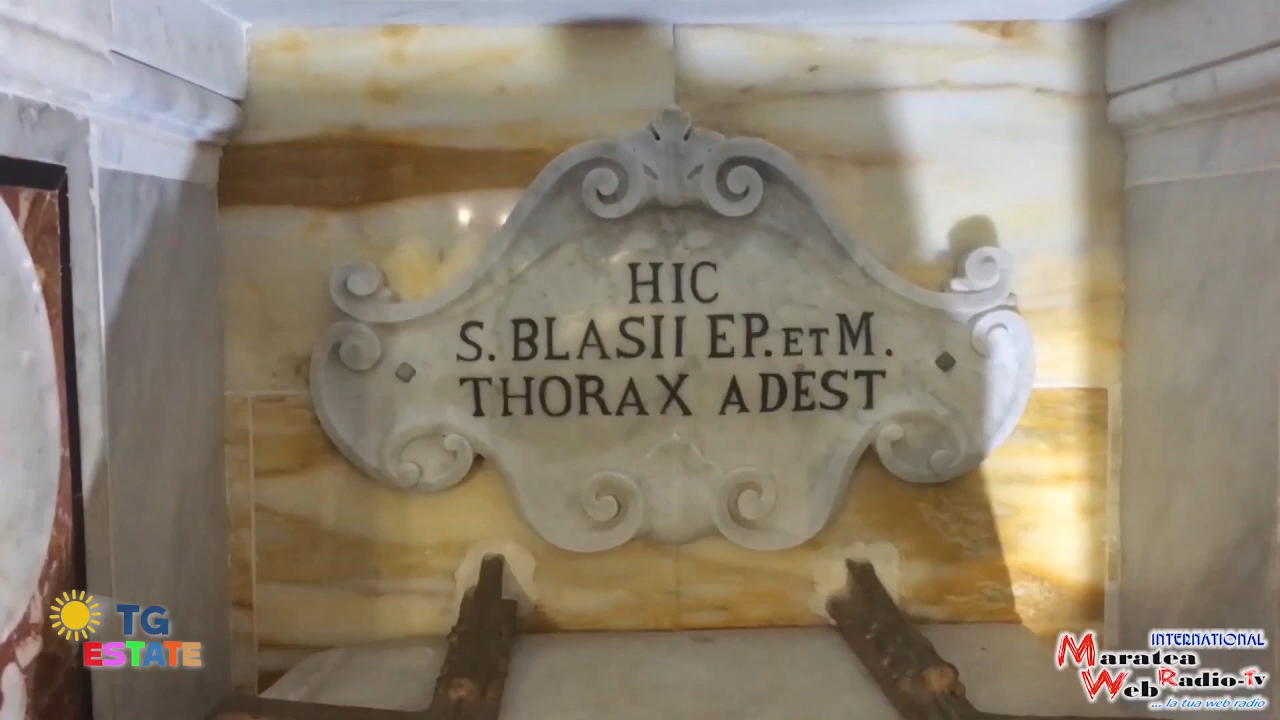 HIC
S. BLASII EP. ET M.
THORAX ADEST
TG
ESTATE
INTERNATIONAL
Maratea
Web Radio-Tv
... la tua web radio